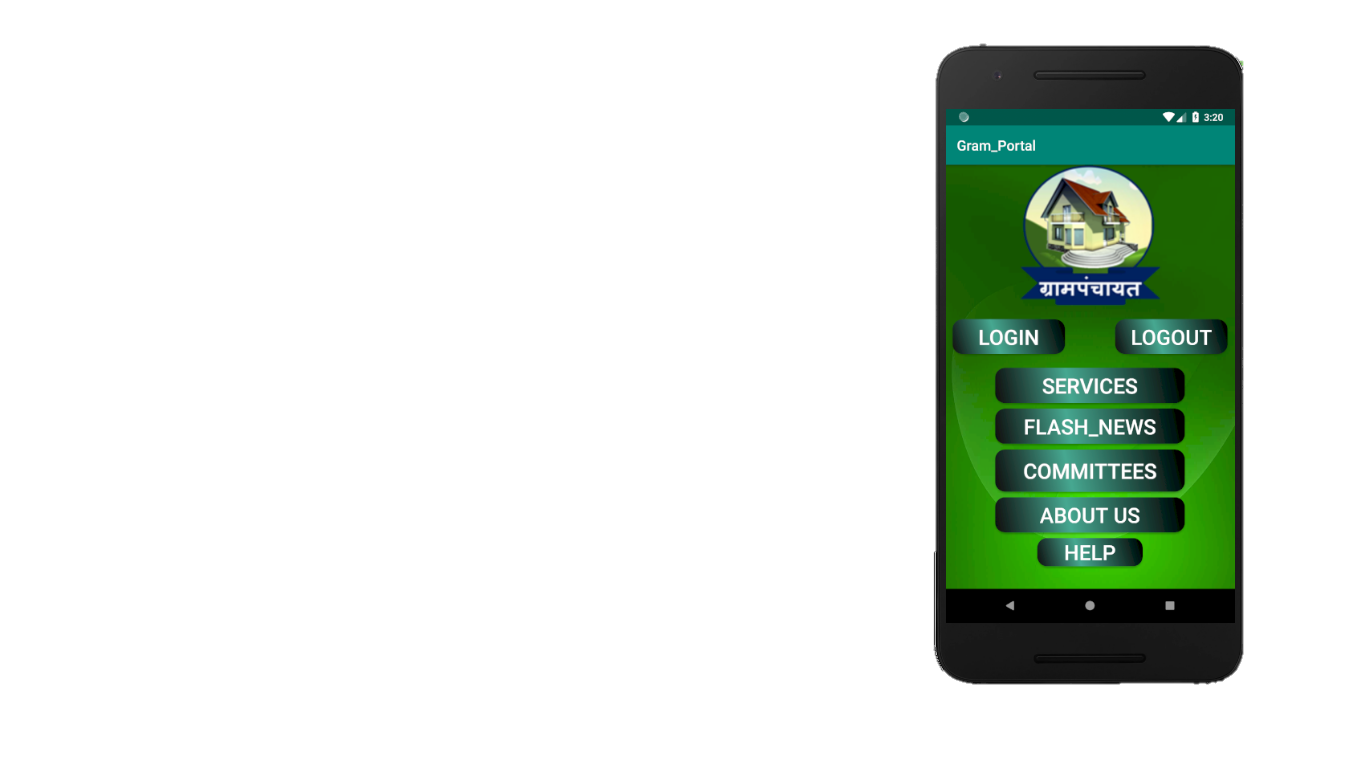 3:20
Gram_Portal
ग्रामपंचायत
LOGIN
LOGOUT
SERVICES
FLASH_NEWS
COMMITTEES
ABOUT US
HELP